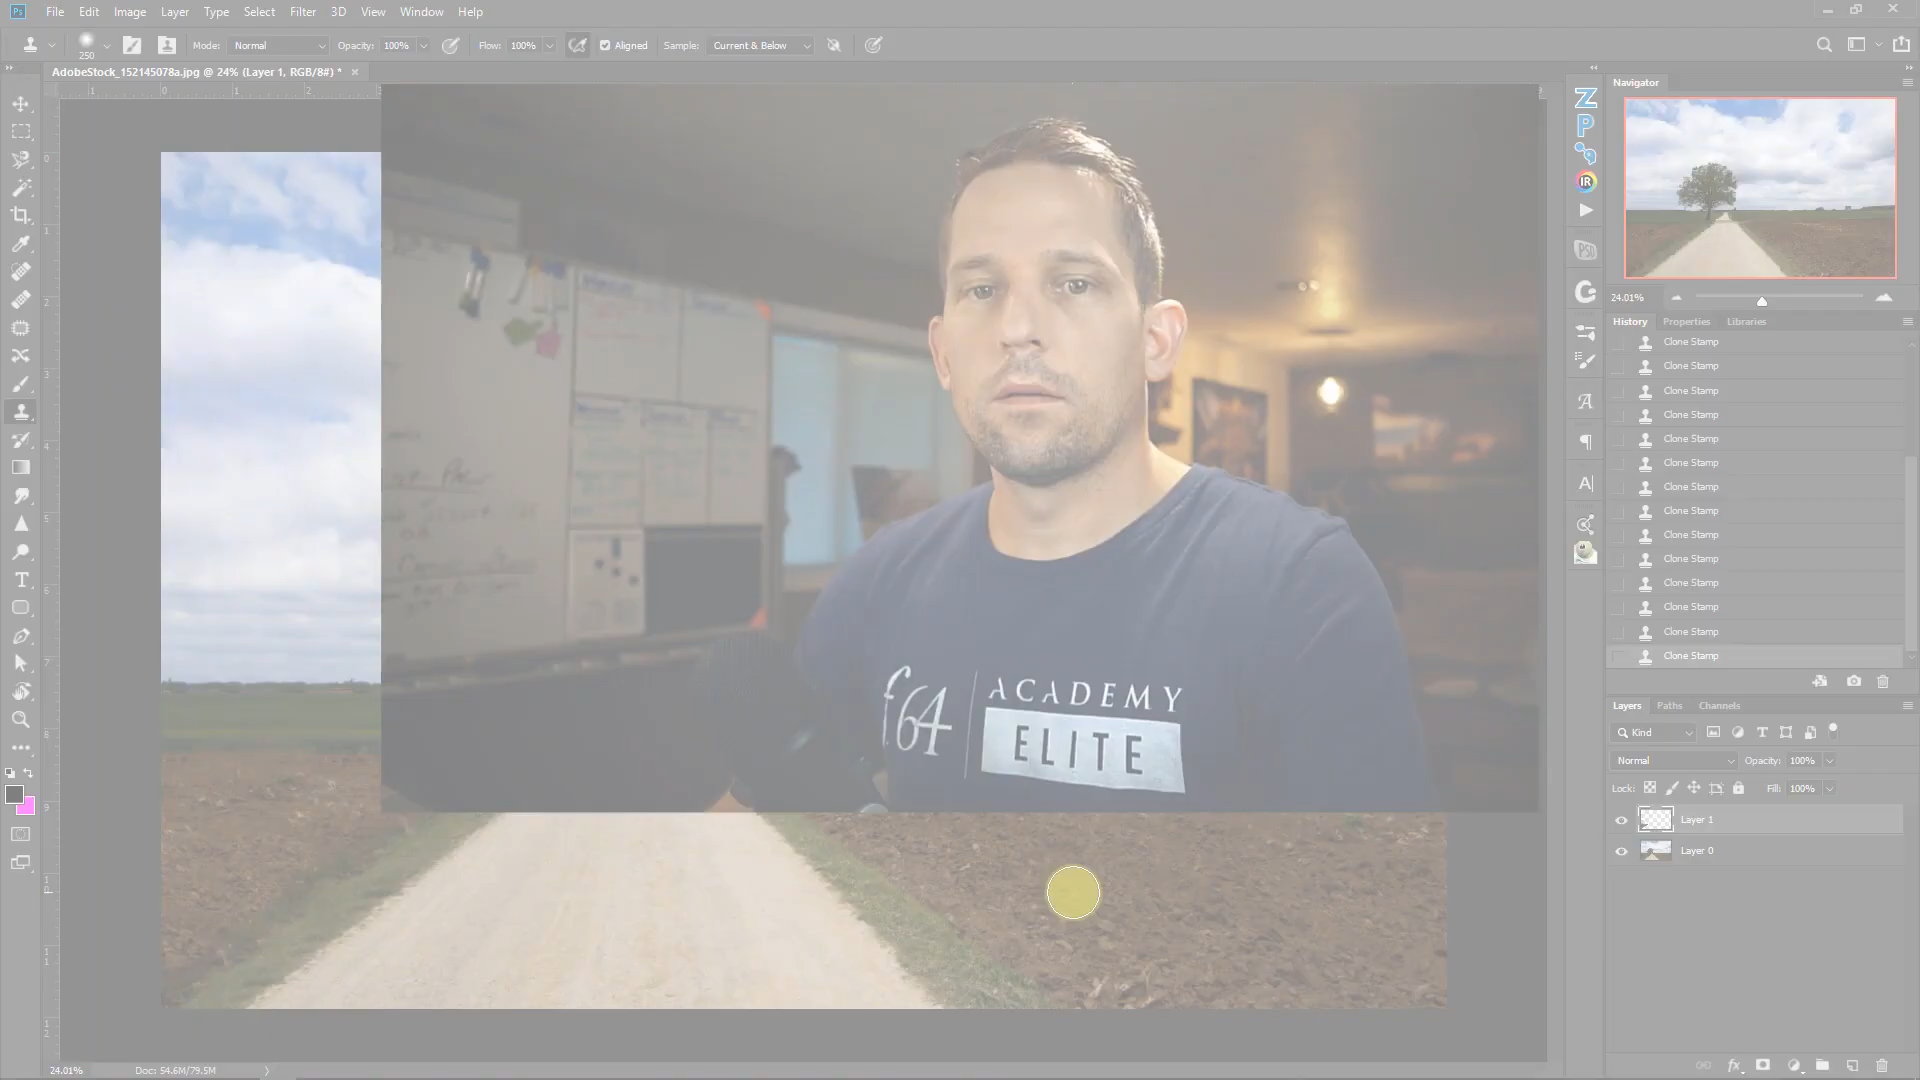 Ps File Edit Image Layer Type Select Filter 3D View Window Help
250 Mode: Normal Opacity: 100% Flow: 100% Aligned Sample: Current & Below
AdobeStock_152145078a.jpg @ 24% (Layer 1, RGB/8#) *
Navigator
24.01%
History Properties Libraries
Clone Stamp
Clone Stamp
Clone Stamp
Clone Stamp
Clone Stamp
Clone Stamp
Clone Stamp
Clone Stamp
Clone Stamp
Clone Stamp
Clone Stamp
Clone Stamp
Clone Stamp
Clone Stamp
Layers Paths Channels
Kind
Normal Opacity: 100%
Lock: Fill: 100%
Layer 1
Layer 0
f64 ACADEMY
ELITE
24.01% Doc: 54.6M/79.5M